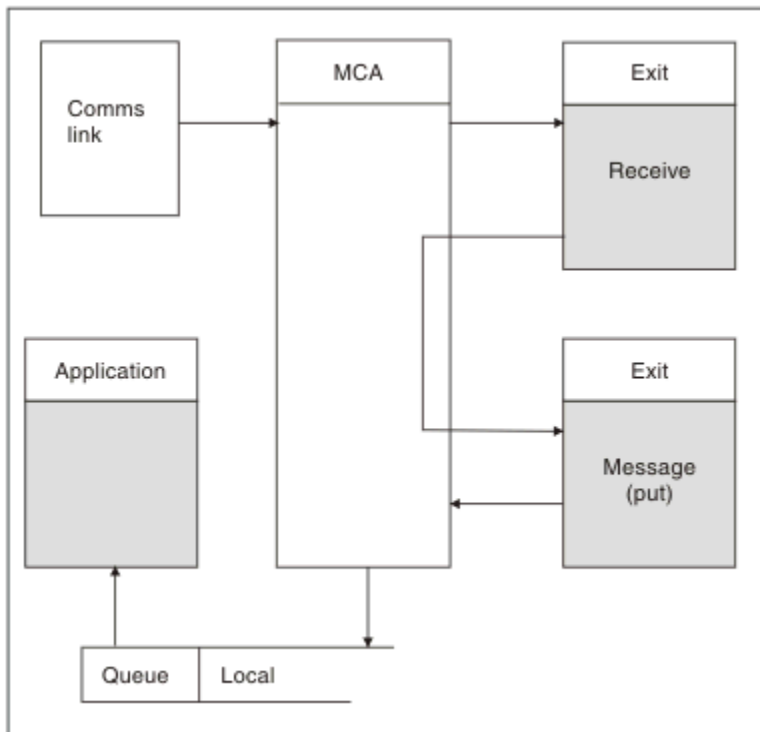 MCA
Exit
Comms
link
Receive
Application
Exit
Message
(put)
Queue
Local